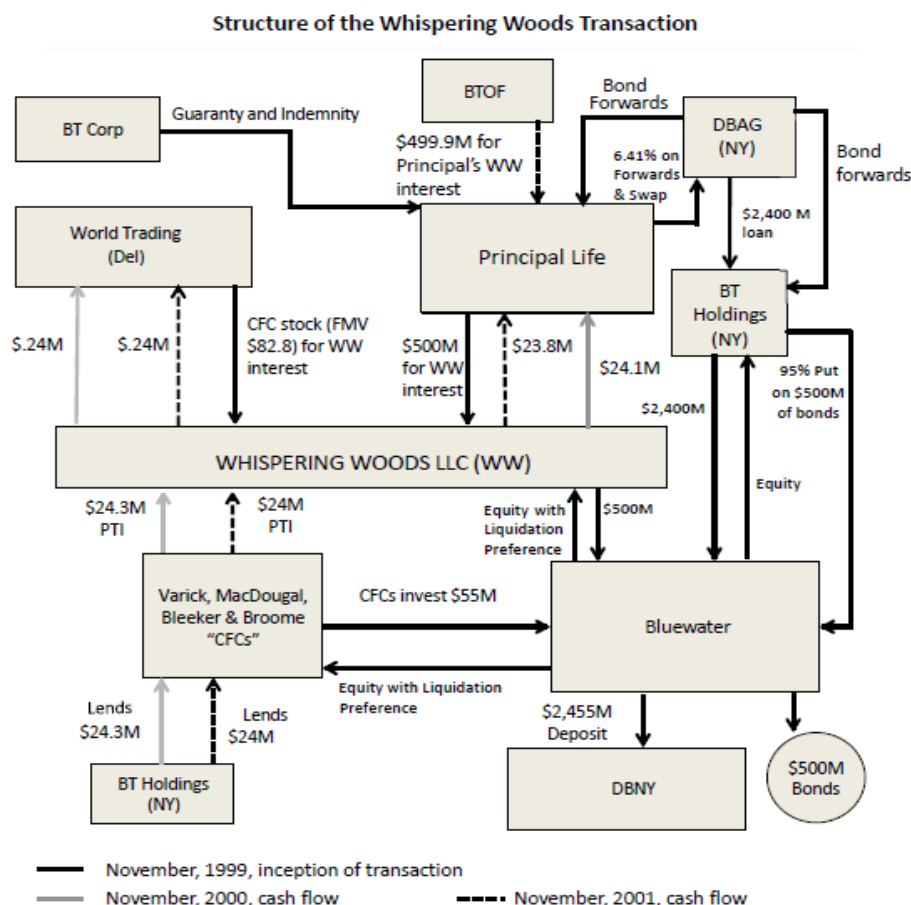 Structure of the Whispering Woods Transaction
BT Corp
Guaranty and Indemnity
BTOF
Bond
Forwards
DBAG
(NY)
Bond
forwards
$499.9M for
Principal's WW
interest
6.41% on
Forwards
& Swap
$2,400 M
loan
World Trading
(Del)
Principal Life
BT
Holdings
(NY)
$.24M
$.24M
CFC stock (FMV
$82.8) for WW
interest
$500M
for WW
interest
$23.8M
$24.1M
$2,400M
95% Put
on $500M
of bonds
WHISPERING WOODS LLC (WW)
Equity
$24.3M
PTI
$24M
PTI
Equity with
Liquidation
Preference
$500M
Varick, MacDougal,
Bleeker & Broome
"CFCs"
CFCs invest $55M
Bluewater
Equity with Liquidation
Preference
Lends
$24.3M
Lends
$24M
$2,455M
Deposit
BT Holdings
(NY)
DBNY
$500M
Bonds
November, 1999, inception of transaction
November, 2000, cash flow
November, 2001, cash flow